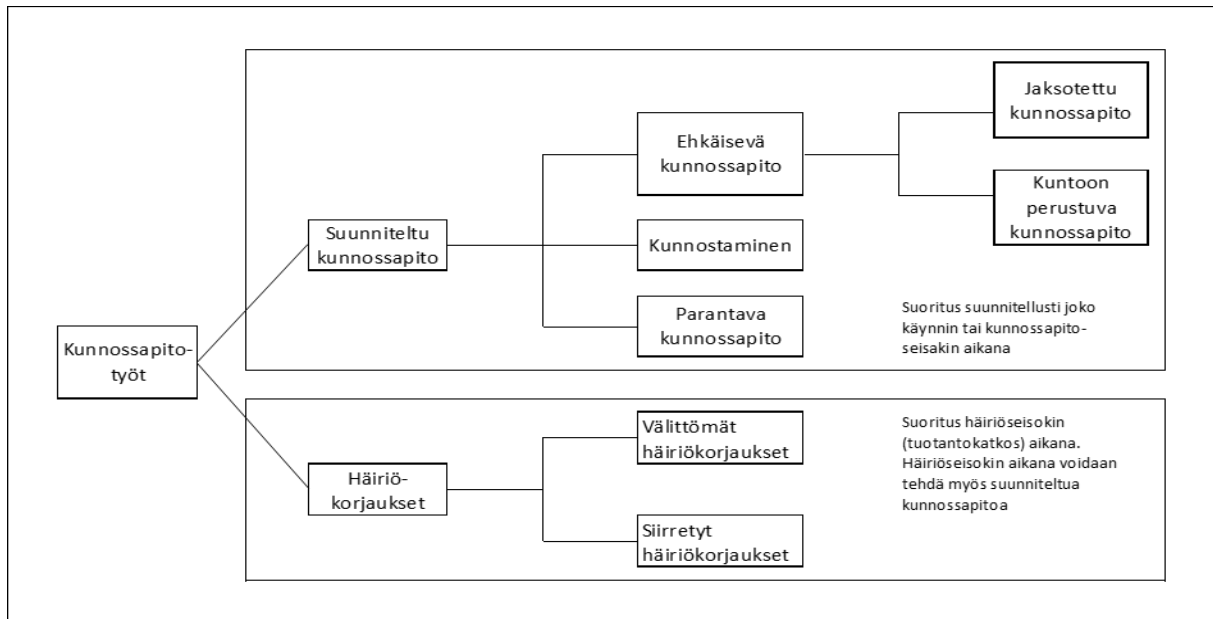 Kunnossapito-
työt
Suunniteltu
kunnossapito
Ehkäisevä
kunnossapito
Jaksotettu
kunnossapito
Kuntoon
perustuva
kunnossapito
Kunnostaminen
Parantava
kunnossapito
Suoritus suunnitellusti joko
käynnin tai kunnossapito-
seisakin aikana
Häiriö-
korjaukset
Välittömät
häiriökorjaukset
Siirretyt
häiriökorjaukset
Suoritus häiriöseisokin
(tuotantokatkos) aikana.
Häiriöseisokin aikana voidaan
tehdä myös suunniteltua
kunnossapitoa